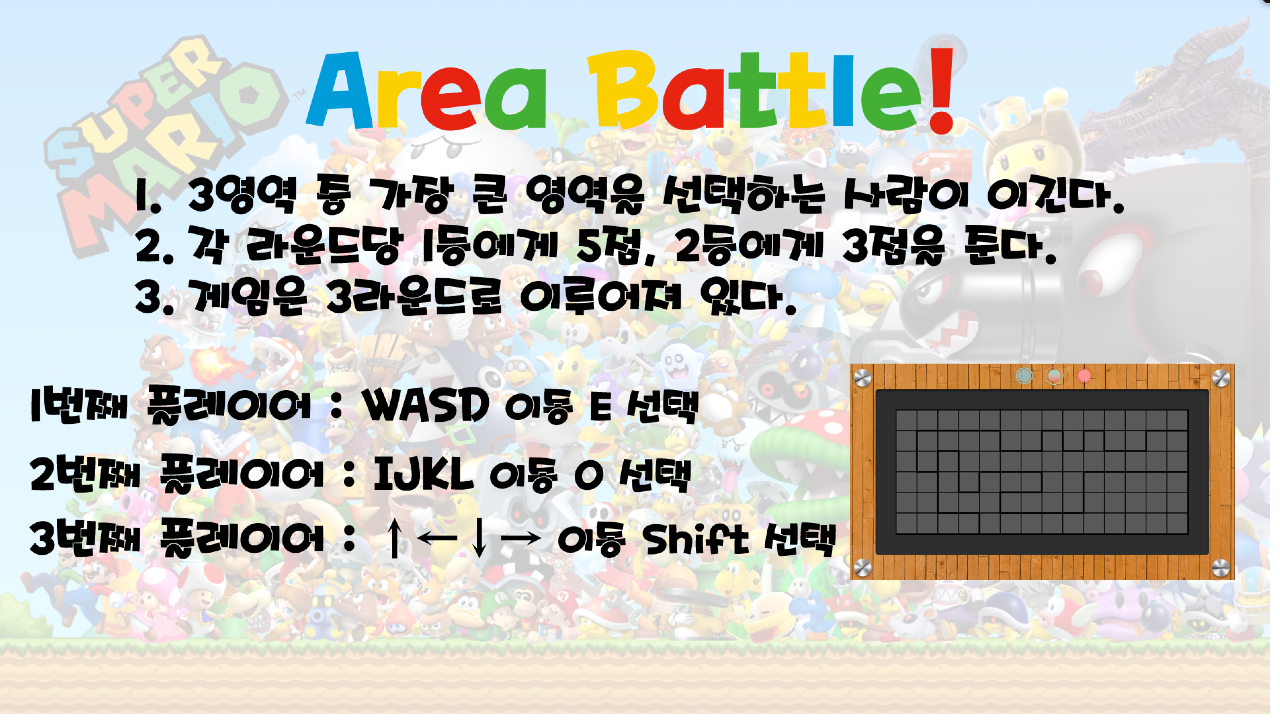 SUPER
MARIO™
Area Battle!
1. 3영역 중 가장 큰 영역을 선택하는 사람이 이긴다.
2. 각 라운드당 1등에게 5점, 2등에게 3점을 준다.
3. 게임은 3라운드로 이루어져 있다.
1번째 플레이어 : WASD 이동 E 선택
2번째 플레이어 : IJKL 이동 O 선택
3번째 플레이어 : ↑←↓→ 이동 Shift 선택